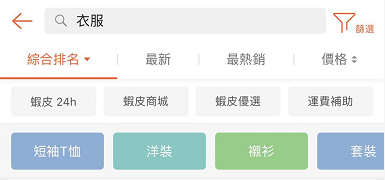 衣服
篩選
綜合排名 最新 最熱銷 價格
蝦皮 24h 蝦皮商城 蝦皮優選 運費補助
短袖T恤 洋裝 襯衫 套裝